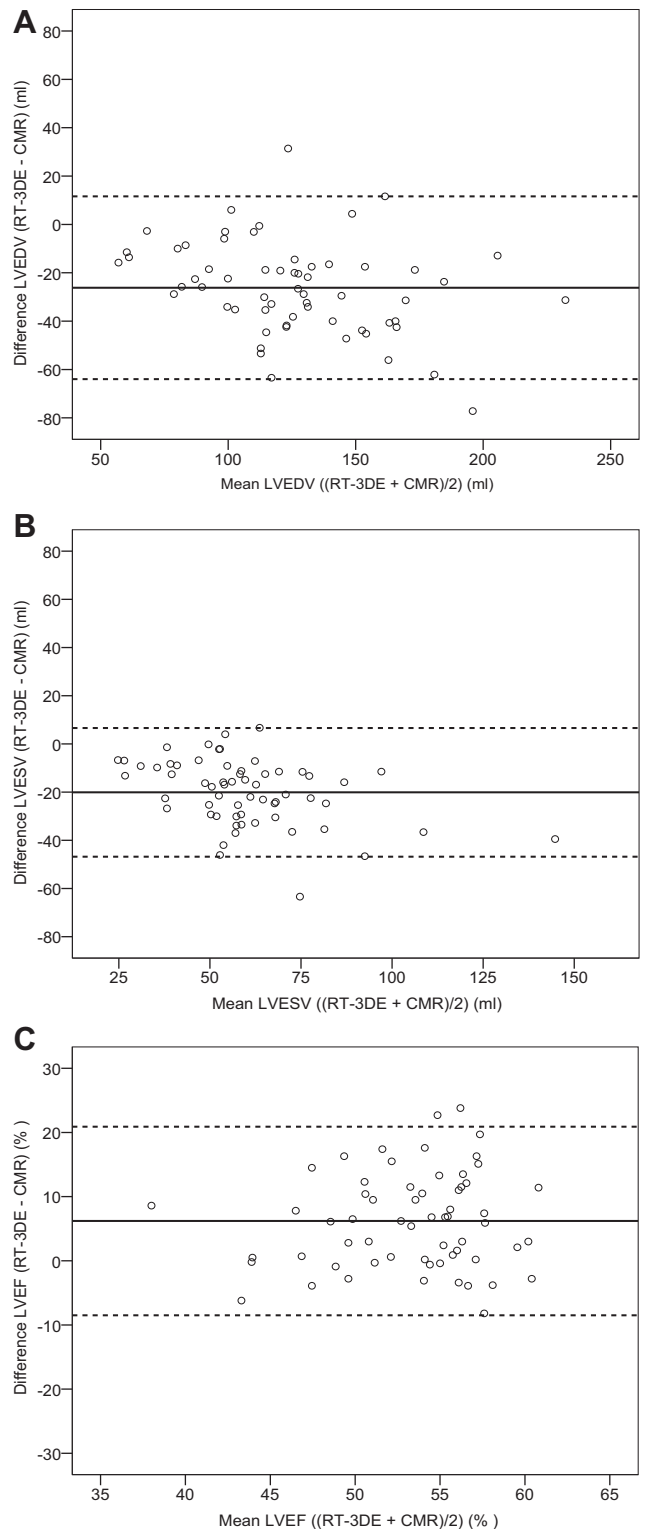 A
80
60
40
20
0
-20
-40
-60
-80
Difference LVEDV (RT-3DE - CMR) (ml)
50 100 150 200 250
Mean LVEDV ((RT-3DE + CMR)/2) (ml)
B
80
60
40
20
0
-20
-40
-60
-80
Difference LVESV (RT-3DE - CMR) (ml)
25 50 75 100 125 150
Mean LVESV ((RT-3DE + CMR)/2) (ml)
C
30
20
10
0
-10
-20
-30
Difference LVEF (RT-3DE - CMR) (% )
35 40 45 50 55 60 65
Mean LVEF ((RT-3DE + CMR)/2) (% )